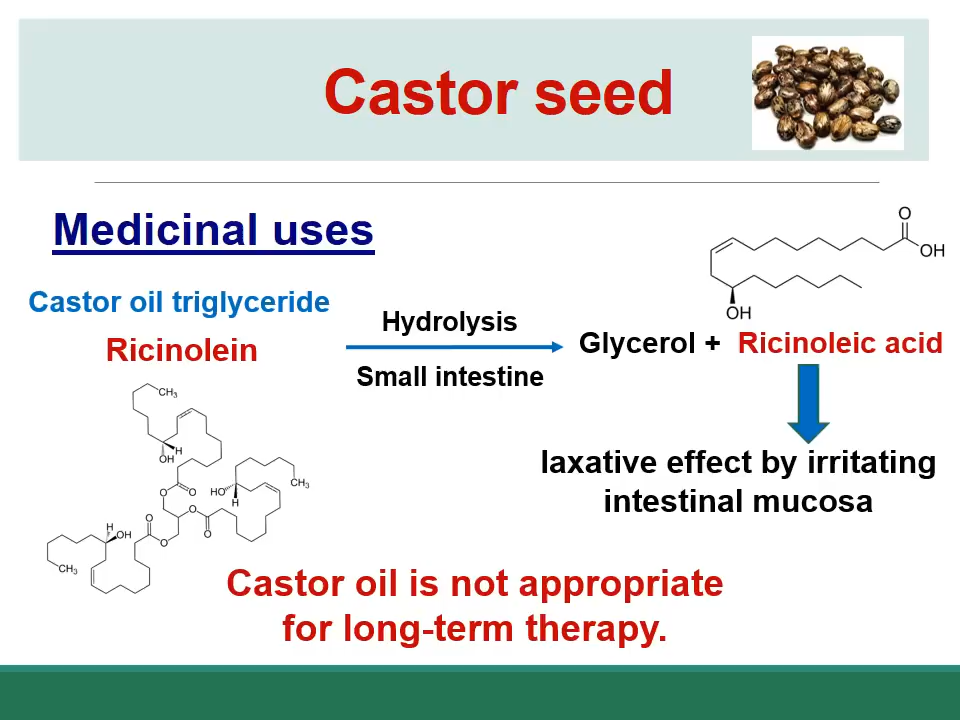 Castor seed
Medicinal uses
Castor oil triglyceride
Ricinolein
Hydrolysis
Small intestine
O
OH
OH
Glycerol + Ricinoleic acid
laxative effect by irritating
intestinal mucosa
CH3
OH
H
O
O
HO
H
CH3
O
O
O
O
H
OH
CH3
Castor oil is not appropriate
for long-term therapy.